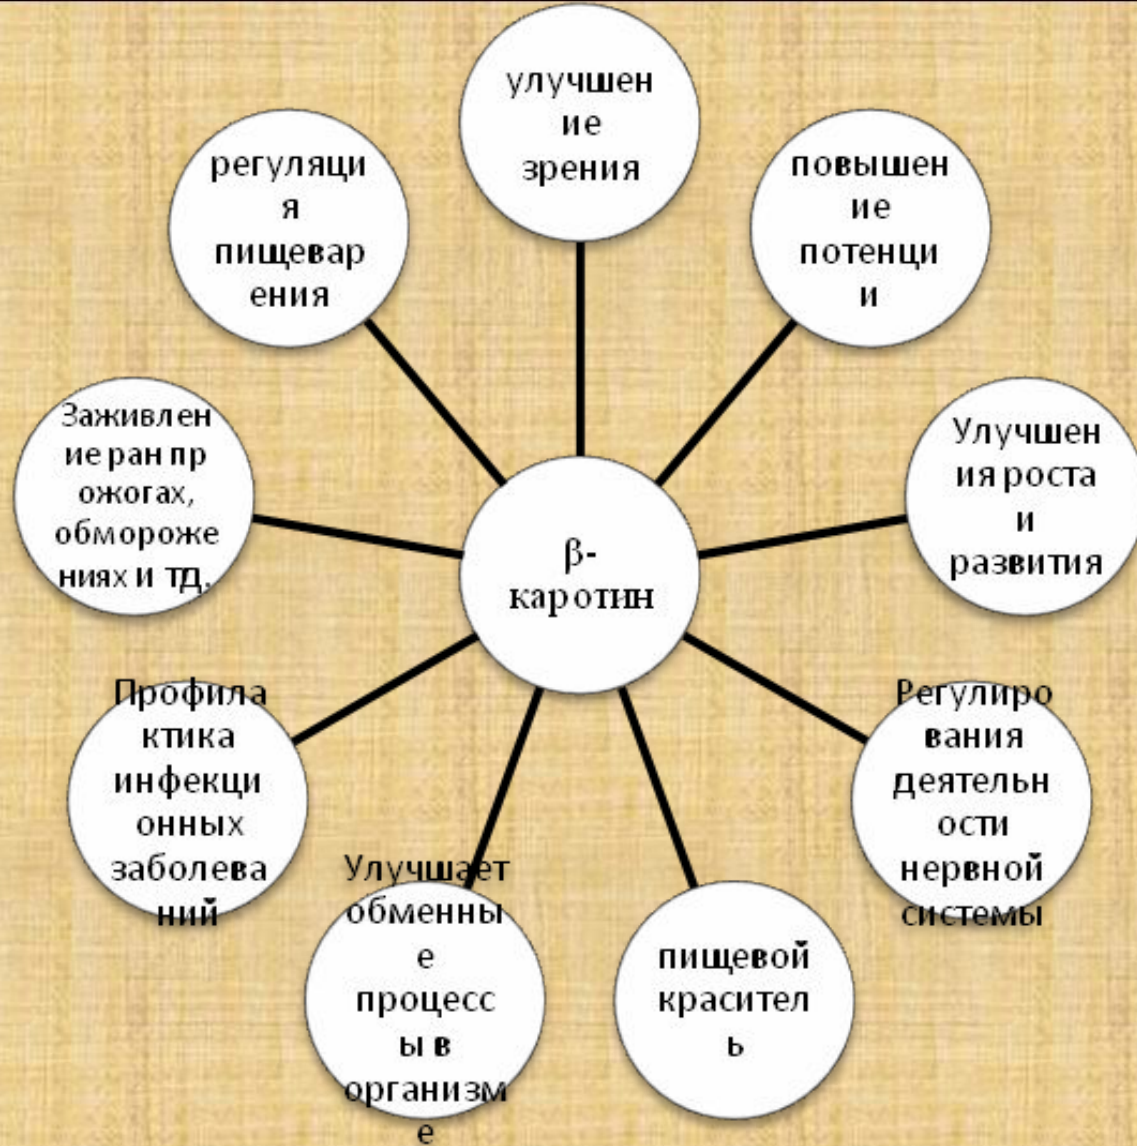 улучшен
ие
зрения
повышен
ие
потенци
и
Улучшен
ия роста
и
развития
Регулиро
вания
деятельн
ости
нервной
системы
пищевой
красител
ь
Улучшает
обменны
е
процесс
ы в
организм
е
Профила
ктика
инфекци
онных
заболева
ний
Заживлен
ие ран пр
ожогах,
обмороже
ниях и тд.
регуляци
я
пищевар
ения
β-
каротин